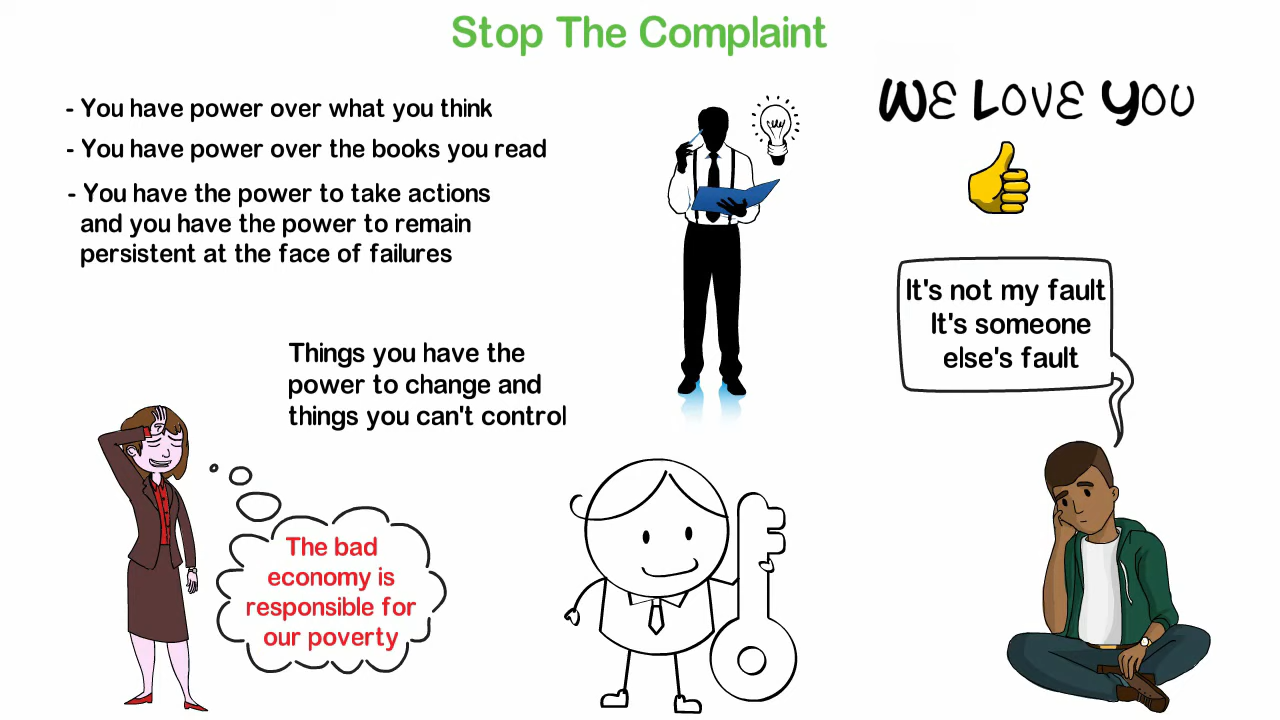 Stop The Complaint
- You have power over what you think
- You have power over the books you read
- You have the power to take actions
and you have the power to remain
persistent at the face of failures
We Love You
It's not my fault
It's someone
else's fault
Things you have the
power to change and
things you can't control
The bad
economy is
responsible for
our poverty